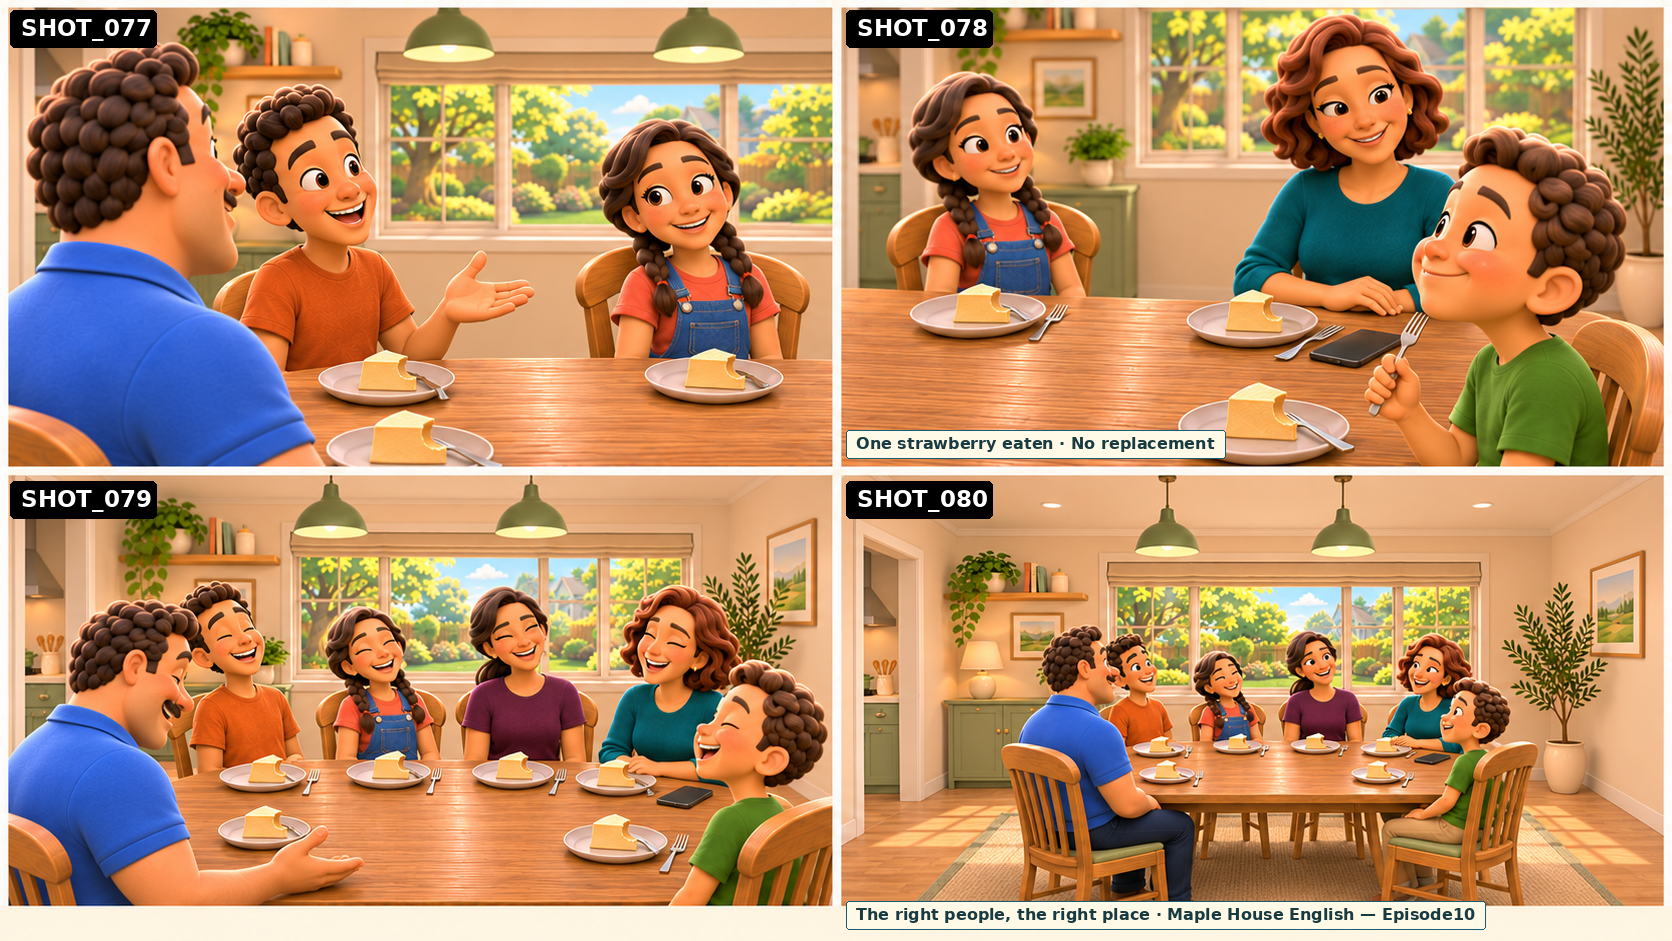 SHOT_077
SHOT_078
One strawberry eaten · No replacement
SHOT_079
SHOT_080
The right people, the right place · Maple House English — Episode10